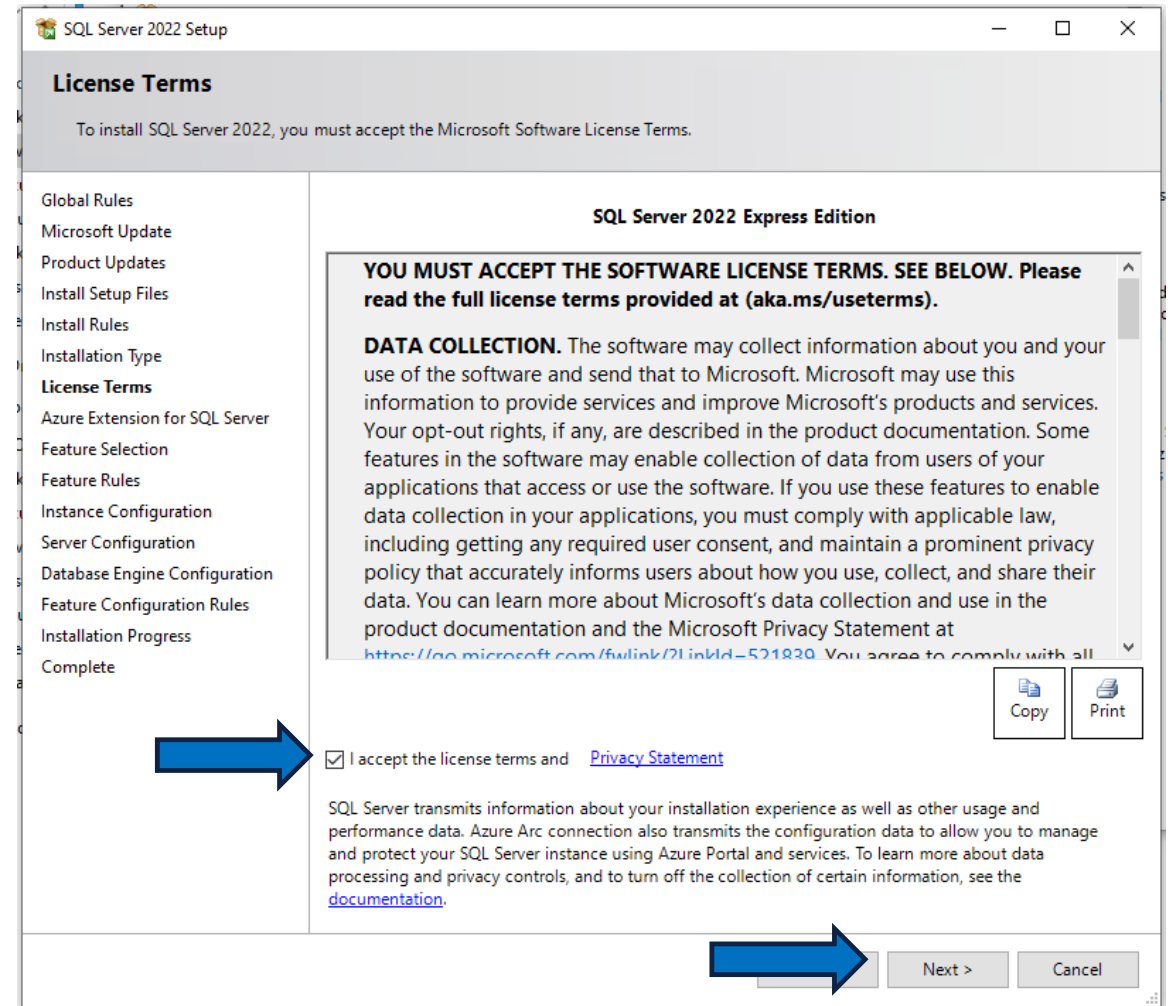 SQL Server 2022 Setup
License Terms
To install SQL Server 2022, you must accept the Microsoft Software License Terms.
Global Rules
Microsoft Update
Product Updates
Install Setup Files
Install Rules
Installation Type
License Terms
Azure Extension for SQL Server
Feature Selection
Feature Rules
Instance Configuration
Server Configuration
Database Engine Configuration
Feature Configuration Rules
Installation Progress
Complete
SQL Server 2022 Express Edition
YOU MUST ACCEPT THE SOFTWARE LICENSE TERMS. SEE BELOW. Please
read the full license terms provided at (aka.ms/useterms).
DATA COLLECTION. The software may collect information about you and your
use of the software and send that to Microsoft. Microsoft may use this
information to provide services and improve Microsoft's products and services.
Your opt-out rights, if any, are described in the product documentation. Some
features in the software may enable collection of data from users of your
applications that access or use the software. If you use these features to enable
data collection in your applications, you must comply with applicable law,
including getting any required user consent, and maintain a prominent privacy
policy that accurately informs users about how you use, collect, and share their
data. You can learn more about Microsoft's data collection and use in the
product documentation and the Microsoft Privacy Statement at
https://go.microsoft.com/fwlink/?LinkId=521839. You agree to comply with all
Copy
Print
I accept the license terms and Privacy Statement
SQL Server transmits information about your installation experience as well as other usage and
performance data. Azure Arc connection also transmits the configuration data to allow you to manage
and protect your SQL Server instance using Azure Portal and services. To learn more about data
processing and privacy controls, and to turn off the collection of certain information, see the
documentation.
Next >
Cancel